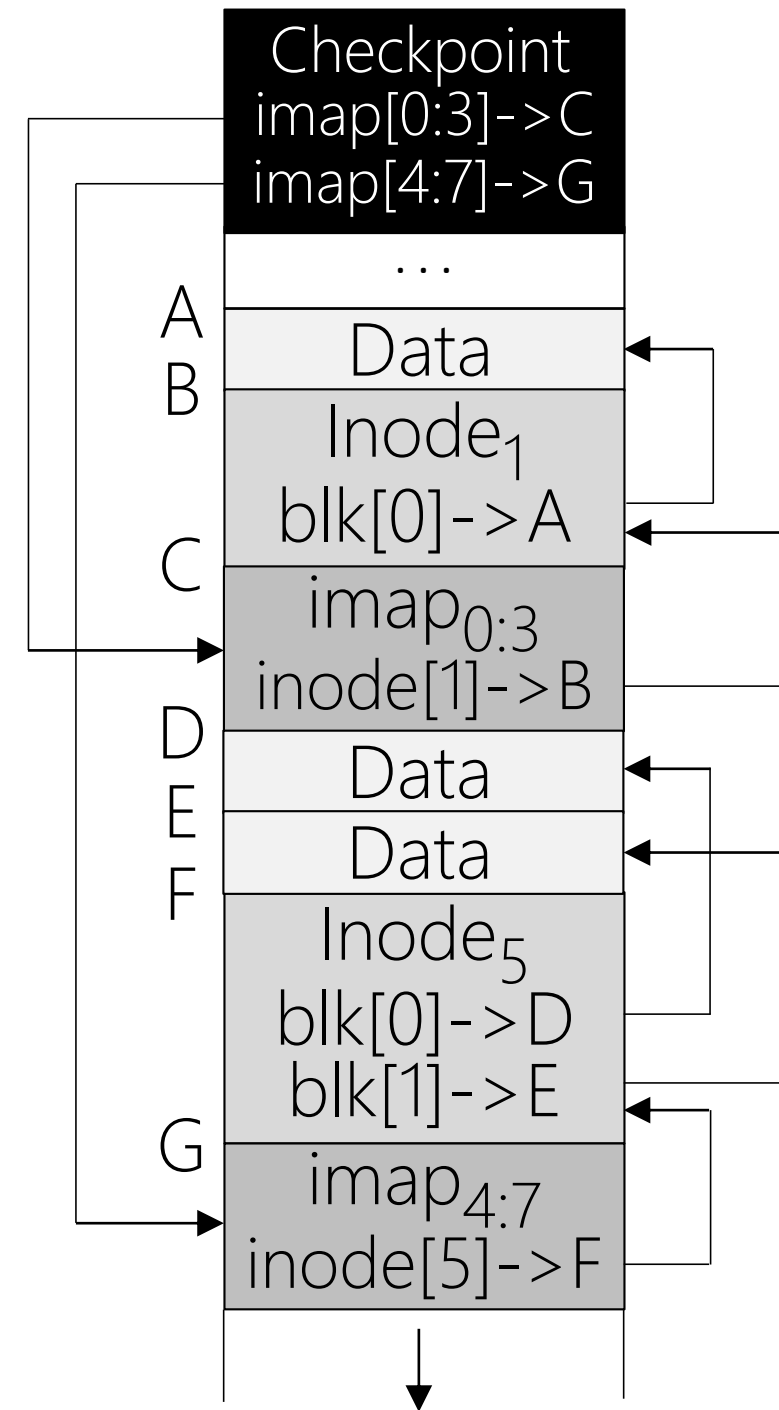 Checkpoint
imap[0:3]->C
imap[4:7]->G
...
A
Data
B
Inode₁
blk[0]->A
C
imap₀:₃
inode[1]->B
D
Data
E
Data
F
Inode₅
blk[0]->D
blk[1]->E
G
imap₄:₇
inode[5]->F